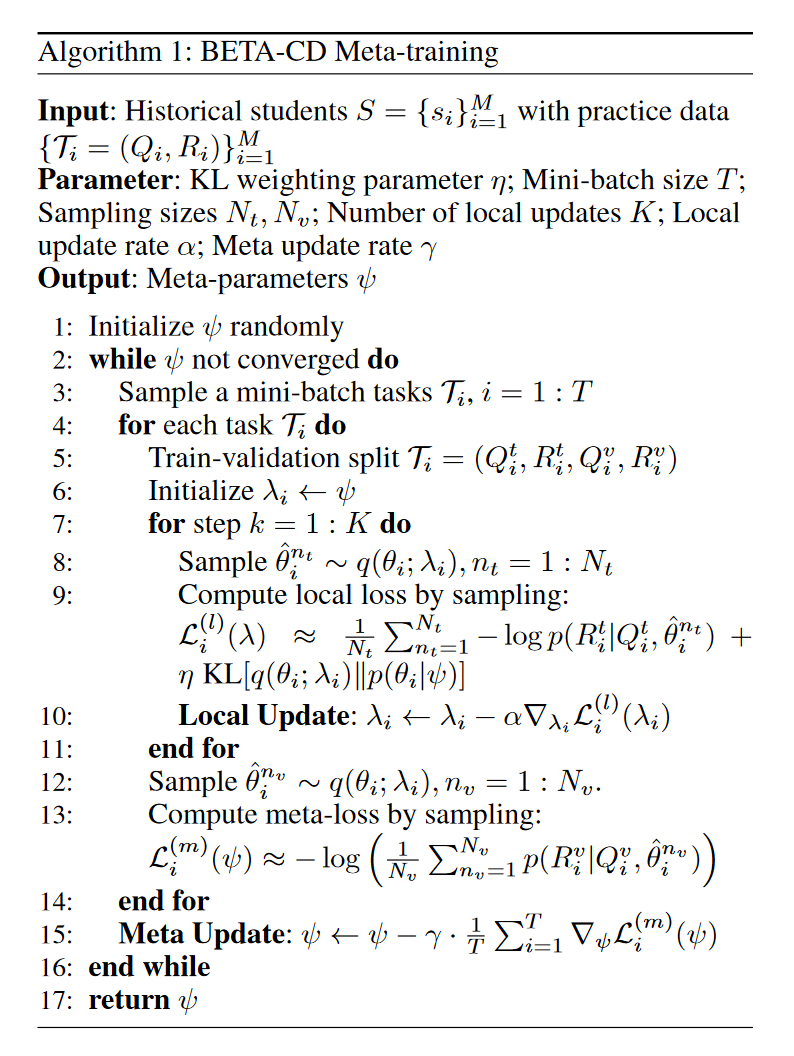 Algorithm 1: BETA-CD Meta-training
Input: Historical students $S = \{s_i\}_{i=1}^{M}$ with practice data
$\{\mathcal{T}_i = (Q_i, R_i)\}_{i=1}^{M}$
Parameter: KL weighting parameter $\eta$; Mini-batch size $T$;
Sampling sizes $N_t, N_v$; Number of local updates $K$; Local
update rate $\alpha$; Meta update rate $\gamma$
Output: Meta-parameters $\psi$
1: Initialize $\psi$ randomly
2: while $\psi$ not converged do
3: Sample a mini-batch tasks $\mathcal{T}_i, i = 1 : T$
4: for each task $\mathcal{T}_i$ do
5: Train-validation split $\mathcal{T}_i = (Q_i^t, R_i^t, Q_i^v, R_i^v)$
6: Initialize $\lambda_i \leftarrow \psi$
7: for step $k = 1 : K$ do
8: Sample $\hat{\theta}_i^{n_t} \sim q(\theta_i; \lambda_i), n_t = 1 : N_t$
9: Compute local loss by sampling:
$\mathcal{L}_i^{(l)}(\lambda) \approx \frac{1}{N_t} \sum_{n_t=1}^{N_t} -\log p(R_i^t | Q_i^t, \hat{\theta}_i^{n_t}) +$
$\eta \text{ KL}[q(\theta_i; \lambda_i) \| p(\theta_i | \psi)]$
10: Local Update: $\lambda_i \leftarrow \lambda_i - \alpha \nabla_{\lambda_i} \mathcal{L}_i^{(l)}(\lambda_i)$
11: end for
12: Sample $\hat{\theta}_i^{n_v} \sim q(\theta_i; \lambda_i), n_v = 1 : N_v.$
13: Compute meta-loss by sampling:
$\mathcal{L}_i^{(m)}(\psi) \approx -\log \left( \frac{1}{N_v} \sum_{n_v=1}^{N_v} p(R_i^v | Q_i^v, \hat{\theta}_i^{n_v}) \right)$
14: end for
15: Meta Update: $\psi \leftarrow \psi - \gamma \cdot \frac{1}{T} \sum_{i=1}^{T} \nabla_\psi \mathcal{L}_i^{(m)}(\psi)$
16: end while
17: return $\psi$